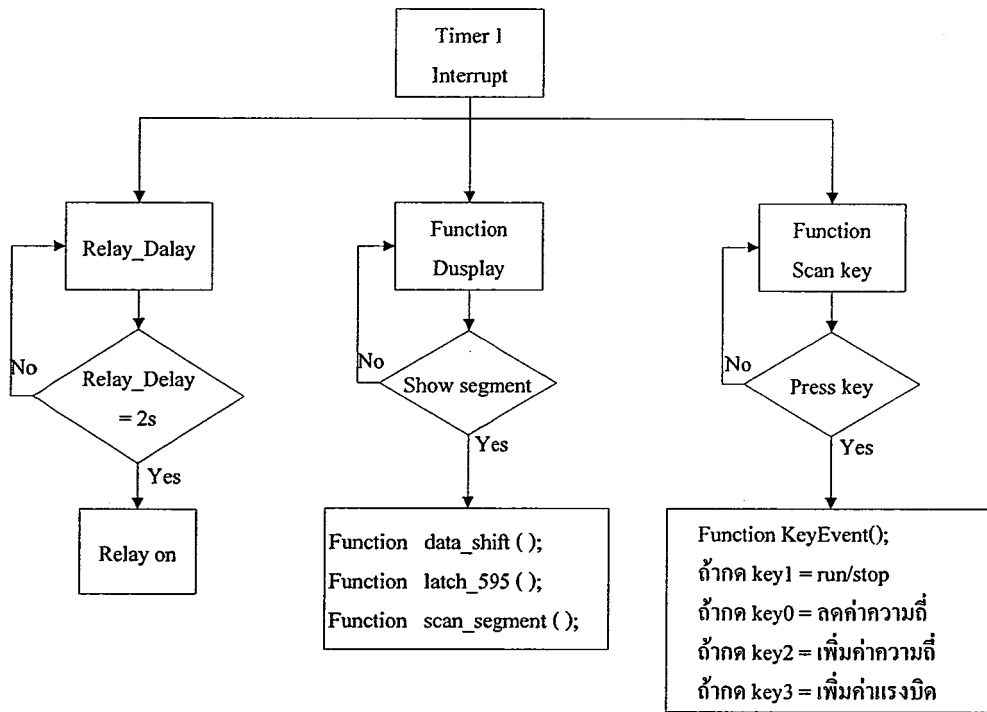 Timer 1
Interrupt
Relay_Dalay
No
Relay_Delay
= 2s
Yes
Relay on
Function
Dusplay
No
Show segment
Yes
Function data_shift ( );
Function latch_595 ( );
Function scan_segment ( );
Function
Scan key
No
Press key
Yes
Function KeyEvent();
ถ้ากด key1 = run/stop
ถ้ากด key0 = ลดค่าความถี่
ถ้ากด key2 = เพิ่มค่าความถี่
ถ้ากด key3 = เพิ่มค่าแรงบิด